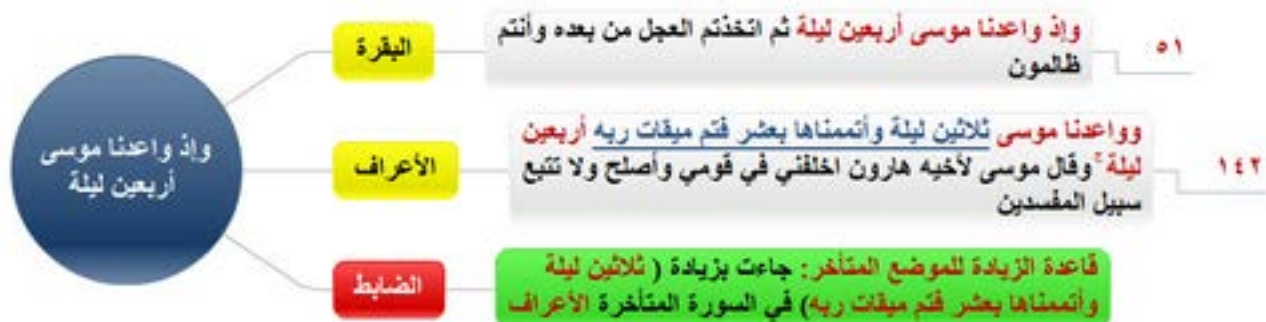 وإذ واعدنا موسى
أربعين ليلة
البقرة
وإذ واعدنا موسى أربعين ليلة ثم اتخذتم العجل من بعده وأنتم
ظالمون
٥١
الأعراف
وواعدنا موسى ثلاثين ليلة وأتممناها بعشر فتم ميقات ربه أربعين
ليلة ۚ وقال موسى لأخيه هارون اخلفني في قومي وأصلح ولا تتبع
سبيل المفسدين
١٤٢
الضابط
قاعدة الزيادة للموضع المتأخر: جاءت بزيادة ( ثلاثين ليلة
وأتممناها بعشر فتم ميقات ربه) في السورة المتأخرة الأعراف